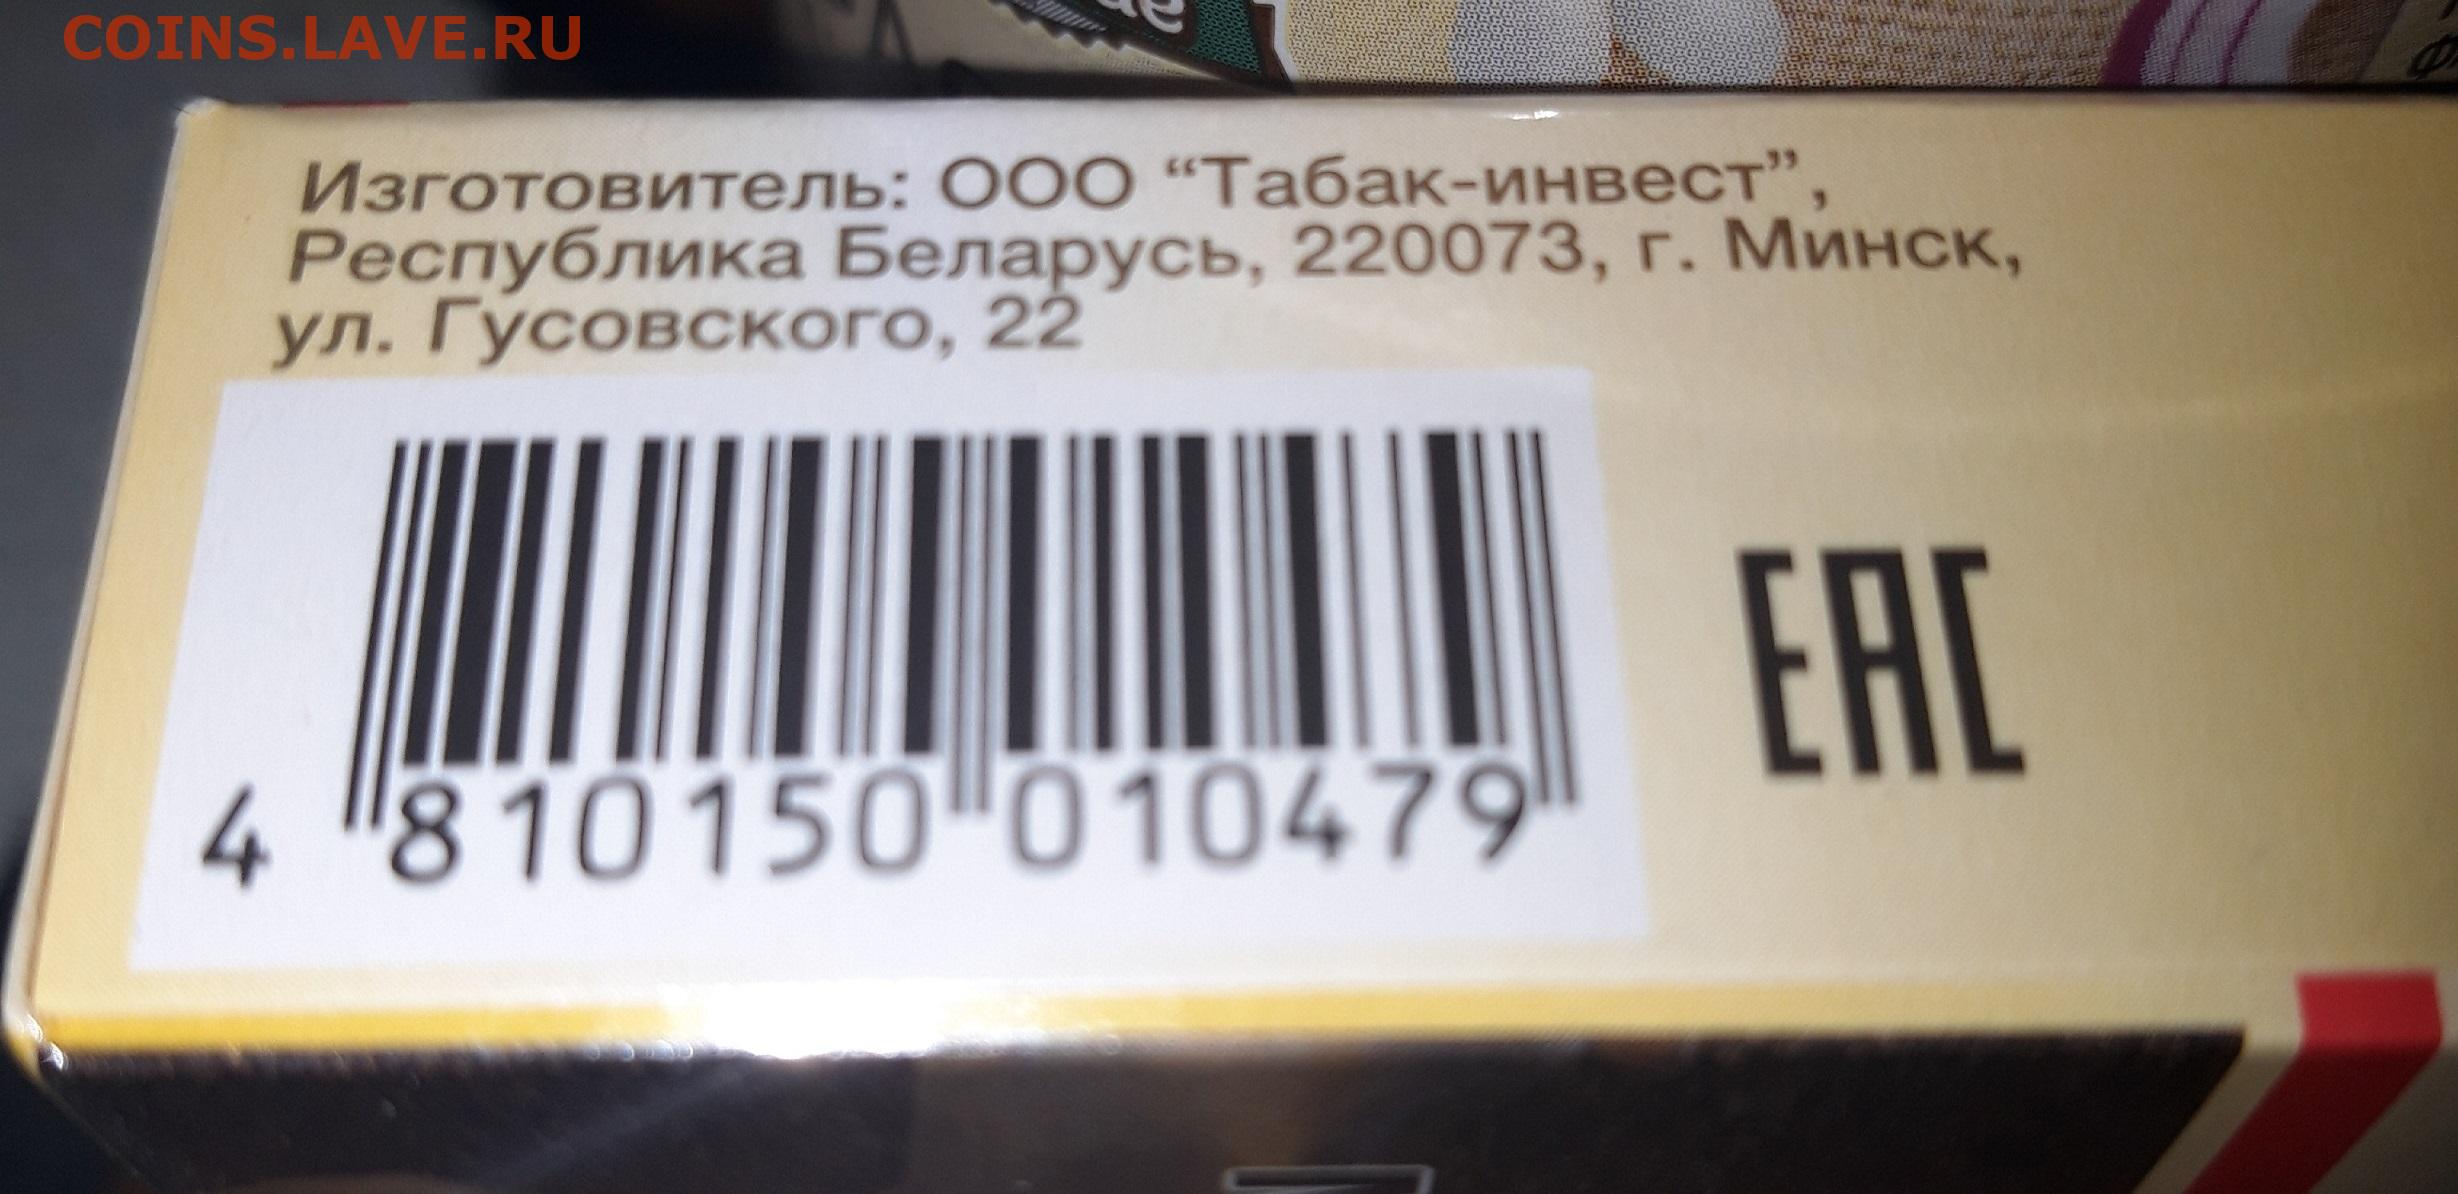 COINS.LAVE.RU
Изготовитель: ООО “Табак-инвест”,
Республика Беларусь, 220073, г. Минск,
ул. Гусовского, 22
4 810150 010479
EAC